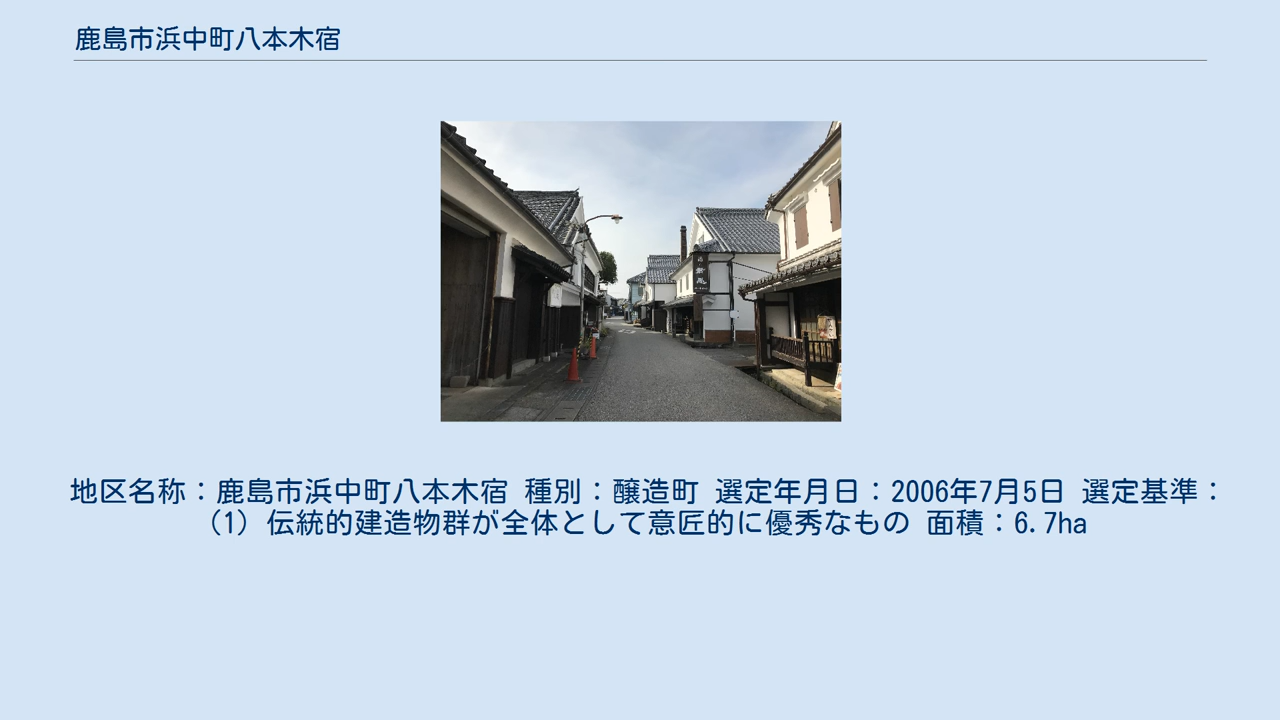 鹿島市浜中町八本木宿
地区名称：鹿島市浜中町八本木宿 種別：醸造町 選定年月日：2006年7月5日 選定基準：
（1）伝統的建造物群が全体として意匠的に優秀なもの 面積：6.7ha